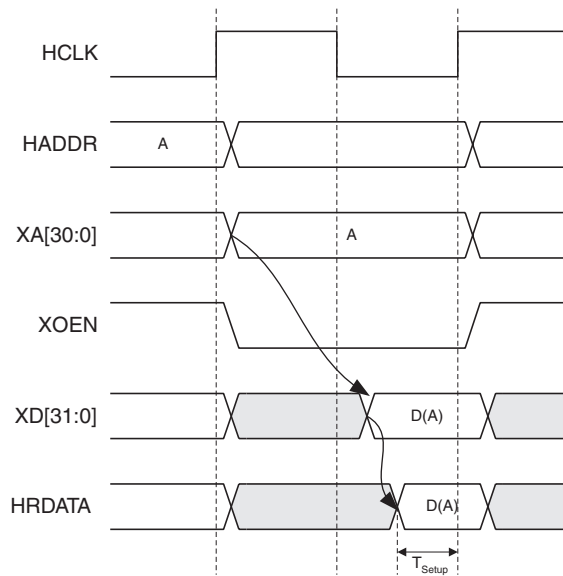 HCLK
HADDR A
XA[30:0] A
XOEN
XD[31:0] D(A)
HRDATA D(A)
TSetup